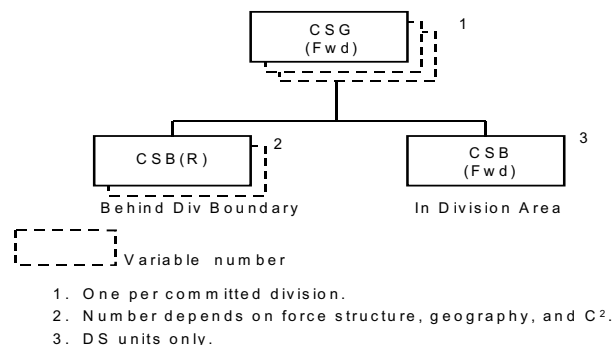 CSG
(Fwd)
1
CSB(R)
2
CSB
(Fwd)
3
Behind Div Boundary
In Division Area
Variable number
1. One per committed division.
2. Number depends on force structure, geography, and C².
3. DS units only.